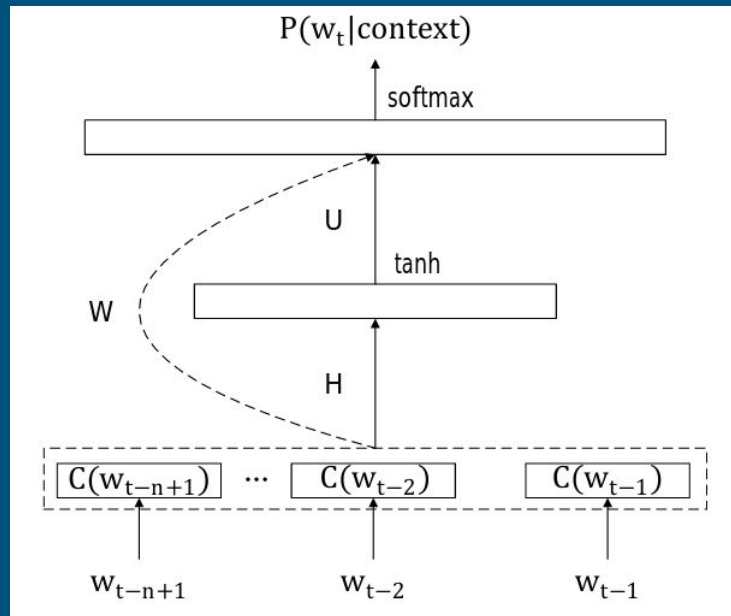 P(wₜ|context)
softmax
U
tanh
W
H
C(wₜ₋ₙ₊₁) ... C(wₜ₋₂) C(wₜ₋₁)
wₜ₋ₙ₊₁ wₜ₋₂ wₜ₋₁